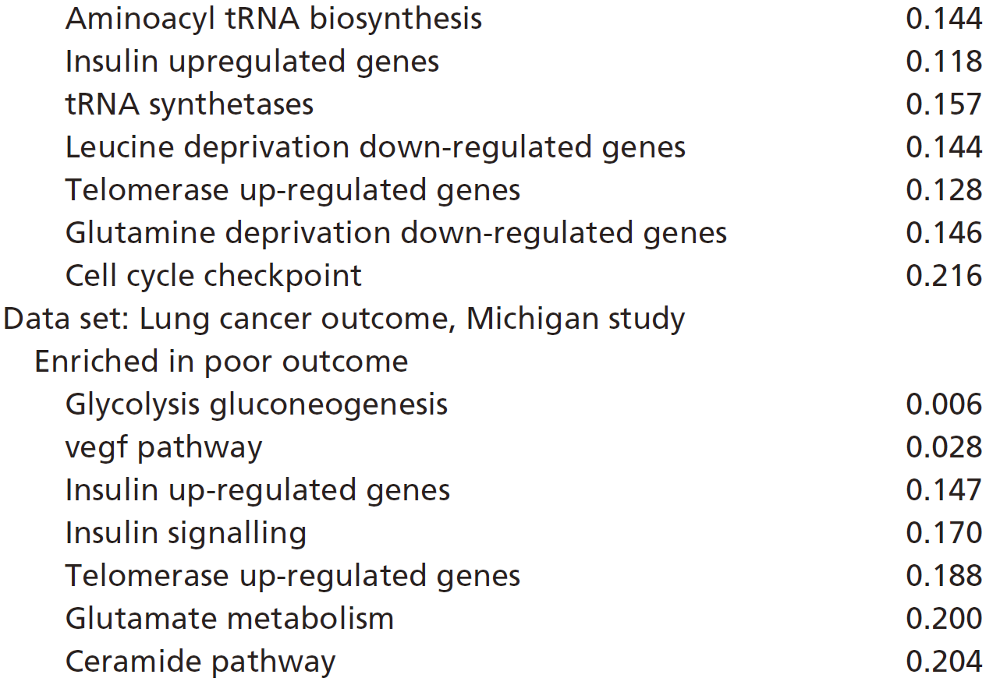 Aminoacyl tRNA biosynthesis 0.144
Insulin upregulated genes 0.118
tRNA synthetases 0.157
Leucine deprivation down-regulated genes 0.144
Telomerase up-regulated genes 0.128
Glutamine deprivation down-regulated genes 0.146
Cell cycle checkpoint 0.216
Data set: Lung cancer outcome, Michigan study
Enriched in poor outcome
Glycolysis gluconeogenesis 0.006
vegf pathway 0.028
Insulin up-regulated genes 0.147
Insulin signalling 0.170
Telomerase up-regulated genes 0.188
Glutamate metabolism 0.200
Ceramide pathway 0.204